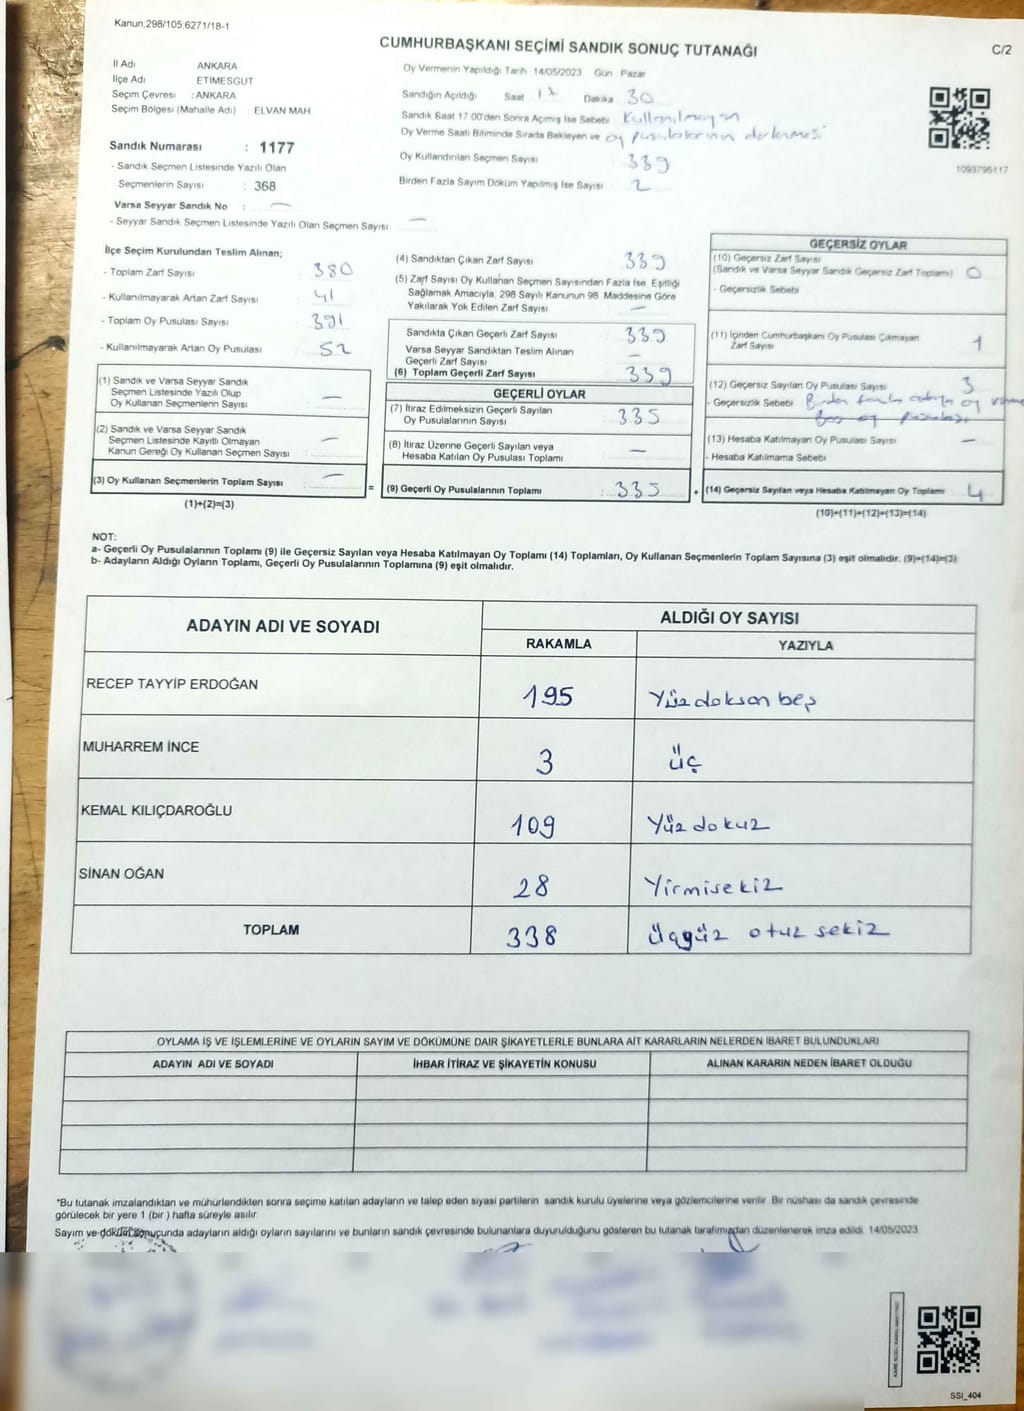 Kanun:298/105.6271/18-1
CUMHURBAŞKANI SEÇİMİ SANDIK SONUÇ TUTANAĞI
C/2
İl Adı ANKARA
İlçe Adı ETİMESGUT
Seçim Çevresi : ANKARA
Seçim Bölgesi (Mahalle Adı) ELVAN MAH
Sandık Numarası : 1177
- Sandık Seçmen Listesinde Yazılı Olan
Seçmenlerin Sayısı : 368
Varsa Seyyar Sandık No : —
- Seyyar Sandık Seçmen Listesinde Yazılı Olan Seçmen Sayısı —
Oy Vermenin Yapıldığı Tarih 14/05/2023 Gün Pazar
Sandığın Açıldığı Saat 17 Dakika 30
Sandık Saat 17.00'den Sonra Açılmış İse Sebebi Kullanılmayan
Oy Verme Saati Bitiminde Sırada Bekleyen ve oy pusulalarının
Oy Kullandırılan Seçmen Sayısı 339
Birden Fazla Sayım Döküm Yapılmış İse Sayısı 2
1093795117
İlçe Seçim Kurulundan Teslim Alınan;
- Toplam Zarf Sayısı : 380
- Kullanılmayarak Artan Zarf Sayısı : 41
- Toplam Oy Pusulası Sayısı : 391
- Kullanılmayarak Artan Oy Pusulası : 52
(1) Sandık ve Varsa Seyyar
Seçmen Listesinde Yazılı Olup
Oy Kullanan Seçmenlerin Sayısı : —
(2) Sandık ve Varsa Seyyar Sandık
Seçmen Listesinde Kayıtlı Olmayan
Kanun Gereği Oy Kullanan Seçmen Sayısı : —
(3) Oy Kullanan Seçmenlerin Toplam Sayısı : —
(1)+(2)=(3)
(4) Sandıktan Çıkan Zarf Sayısı 339
(5) Zarf Sayısı Oy Kullanan Seçmen Sayısından Fazla İse, Eşitliği
Sağlamak Amacıyla, 298 Sayılı Kanunun 98. Maddesine Göre
Yakılarak Yok Edilen Zarf Sayısı —
Sandıkta Çıkan Geçerli Zarf Sayısı 339
Varsa Seyyar Sandıktan Teslim Alınan
Geçerli Zarf Sayısı —
(6) Toplam Geçerli Zarf Sayısı 339
GEÇERLİ OYLAR
(7) İtiraz Edilmeksizin Geçerli Sayılan
Oy Pusulalarının Sayısı : 335
(8) İtiraz Üzerine Geçerli Sayılan veya
Hesaba Katılan Oy Pusulası Toplamı : —
= (9) Geçerli Oy Pusulalarının Toplamı : 335
GEÇERSİZ OYLAR
(10) Geçersiz Zarf Sayısı
(Sandık ve Varsa Seyyar Sandık Geçersiz Zarf Toplamı) 0
- Geçersizlik Sebebi
(11) İçinden Cumhurbaşkanı Oy Pusulası Çıkmayan
Zarf Sayısı 1
(12) Geçersiz Sayılan Oy Pusulası Sayısı 3
- Geçersizlik Sebebi Birden fazla adaya oy
Boş oy pusulası
(13) Hesaba Katılmayan Oy Pusulası Sayısı —
- Hesaba Katılmama Sebebi
+ (14) Geçersiz Sayılan veya Hesaba Katılmayan Oy Toplamı 4
(10)+(11)+(12)+(13)=(14)
NOT:
a- Geçerli Oy Pusulalarının Toplamı (9) ile Geçersiz Sayılan veya Hesaba Katılmayan Oy Toplamı (14) Toplamları, Oy Kullanan Seçmenlerin Toplam Sayısına (3) eşit olmalıdır. (9)+(14)=(3)
b- Adayların Aldığı Oyların Toplamı, Geçerli Oy Pusulalarının Toplamına (9) eşit olmalıdır.
ADAYIN ADI VE SOYADI
ALDIĞI OY SAYISI
RAKAMLA YAZIYLA
RECEP TAYYİP ERDOĞAN 195 Yüz doksan beş
MUHARREM İNCE 3 üç
KEMAL KILIÇDAROĞLU 109 Yüz dokuz
SİNAN OĞAN 28 Yirmisekiz
TOPLAM 338 üçyüz otuz sekiz
OYLAMA İŞ VE İŞLEMLERİNE VE OYLARIN SAYIM VE DÖKÜMÜNE DAİR ŞİKAYETLERLE BUNLARA AİT KARARLARIN NELERDEN İBARET BULUNDUKLARI
ADAYIN ADI VE SOYADI İHBAR İTİRAZ VE ŞİKAYETİN KONUSU ALINAN KARARIN NEDEN İBARET OLDUĞU
*Bu tutanak imzalandıktan ve mühürlendikten sonra seçime katılan adayların ve talep eden siyasi partilerin sandık kurulu üyelerine veya gözlemcilerine verilir. Bir nüshası da sandık çevresinde
görülecek bir yere 1 (bir) hafta süreyle asılır.
Sayım ve döküm sonucunda adayların aldığı oyların sayılarını ve bunların sandık çevresinde bulunanlara duyurulduğunu gösteren bu tutanak tarafımızdan düzenlenerek imza edildi. 14/05/2023
SSI_404